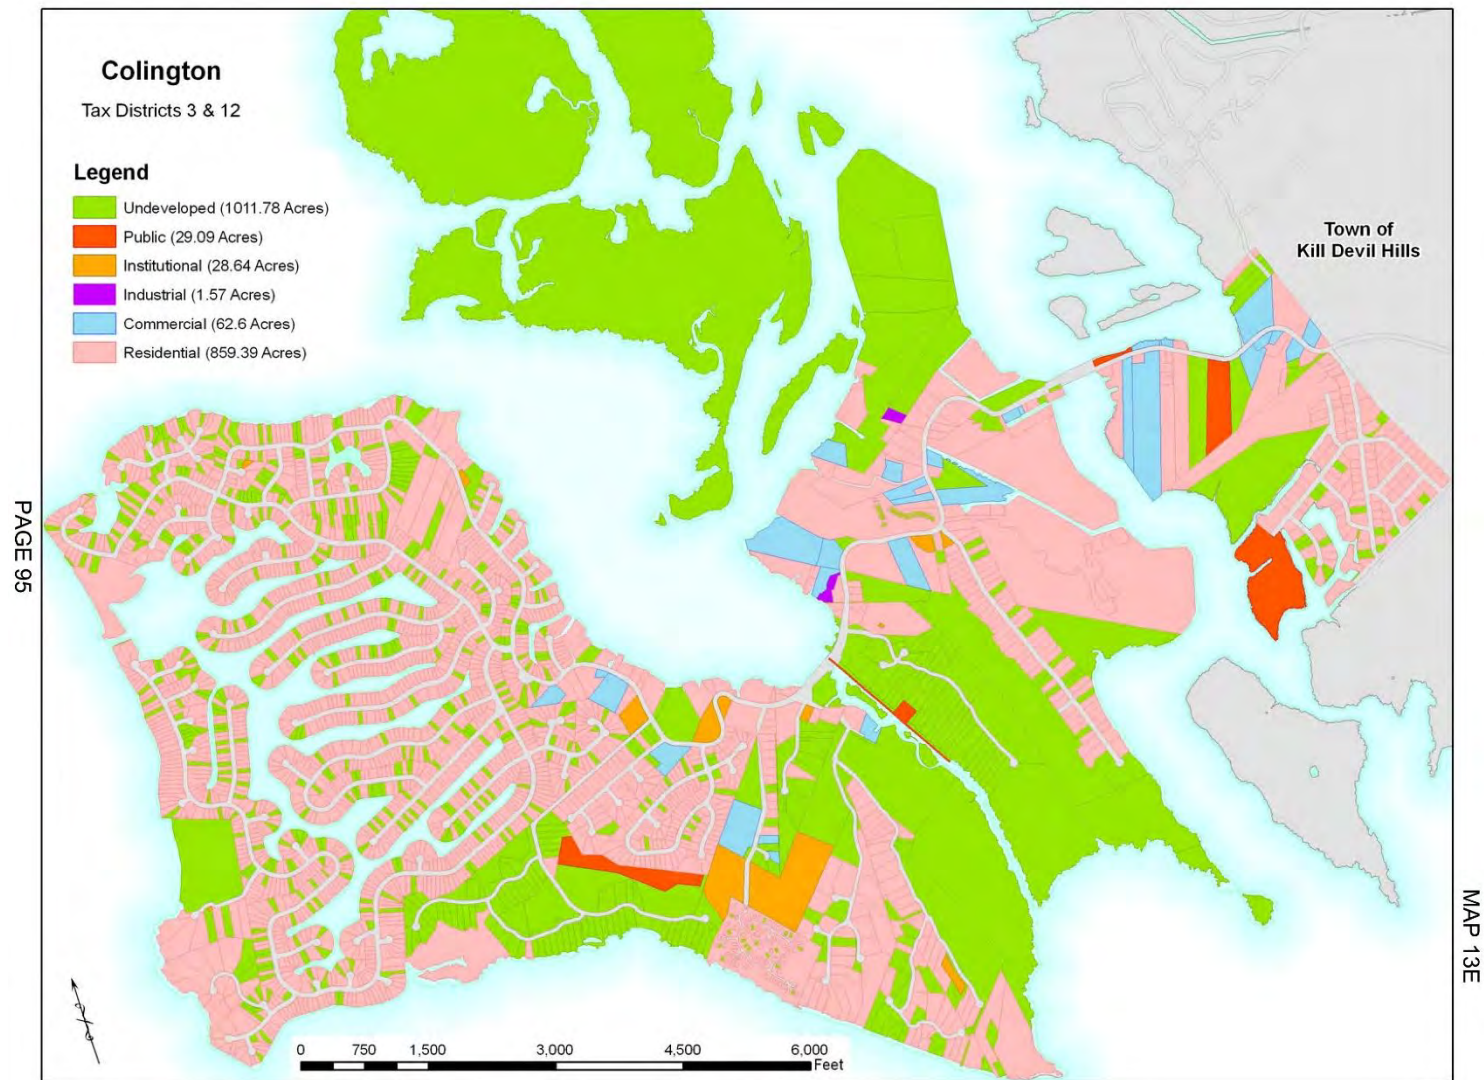 Colington
Tax Districts 3 & 12
Legend
Undeveloped (1011.78 Acres)
Public (29.09 Acres)
Institutional (28.64 Acres)
Industrial (1.57 Acres)
Commercial (62.6 Acres)
Residential (859.39 Acres)
Town of
Kill Devil Hills
PAGE 95
MAP 13E
0 750 1,500 3,000 4,500 6,000
Feet